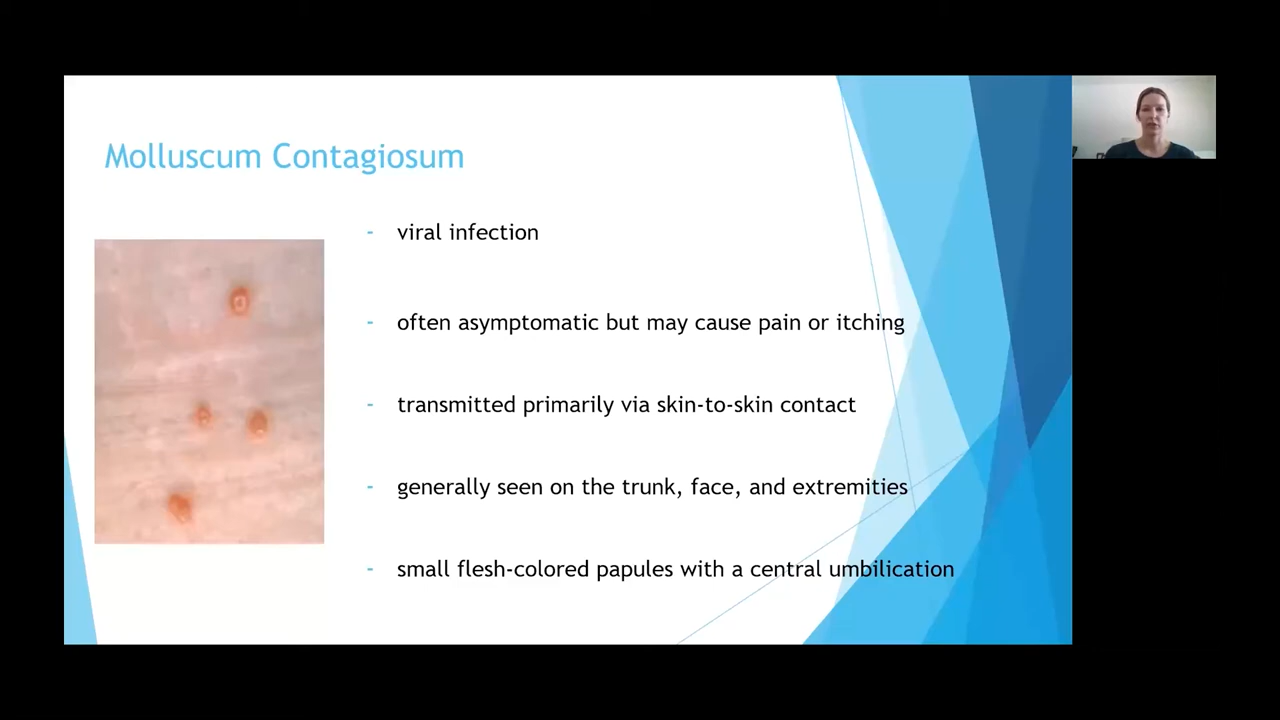 Molluscum Contagiosum
- viral infection
- often asymptomatic but may cause pain or itching
- transmitted primarily via skin-to-skin contact
- generally seen on the trunk, face, and extremities
- small flesh-colored papules with a central umbilication